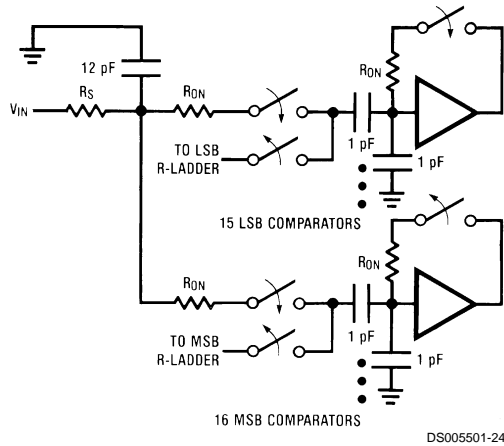 12 pF
RON
VIN
RS
RON
1 pF
1 pF
TO LSB
R-LADDER
15 LSB COMPARATORS
RON
RON
1 pF
1 pF
TO MSB
R-LADDER
16 MSB COMPARATORS
DS005501-24